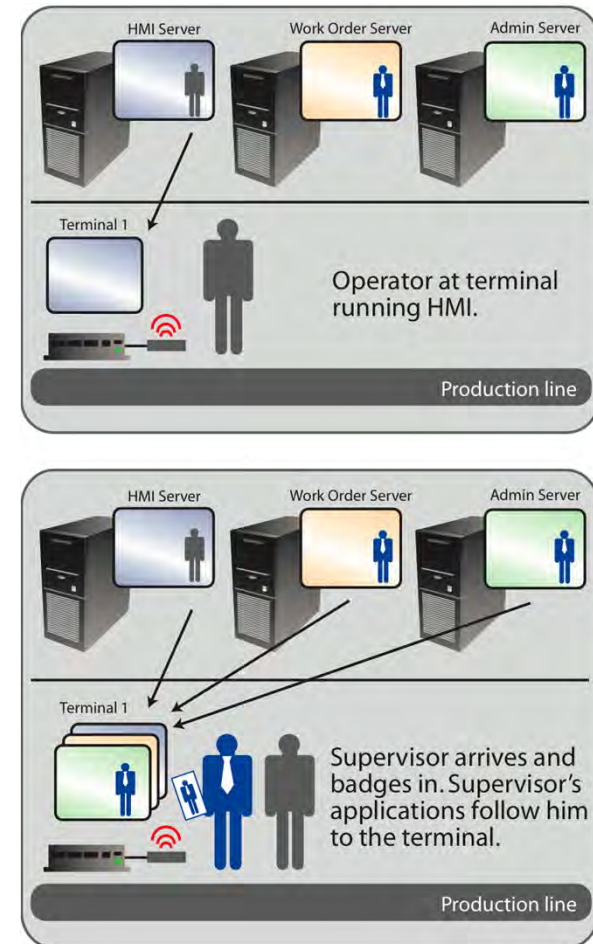 HMI Server
Work Order Server
Admin Server
Terminal 1
Operator at terminal
running HMI.
Production line
HMI Server
Work Order Server
Admin Server
Terminal 1
Supervisor arrives and
badges in. Supervisor's
applications follow him
to the terminal.
Production line